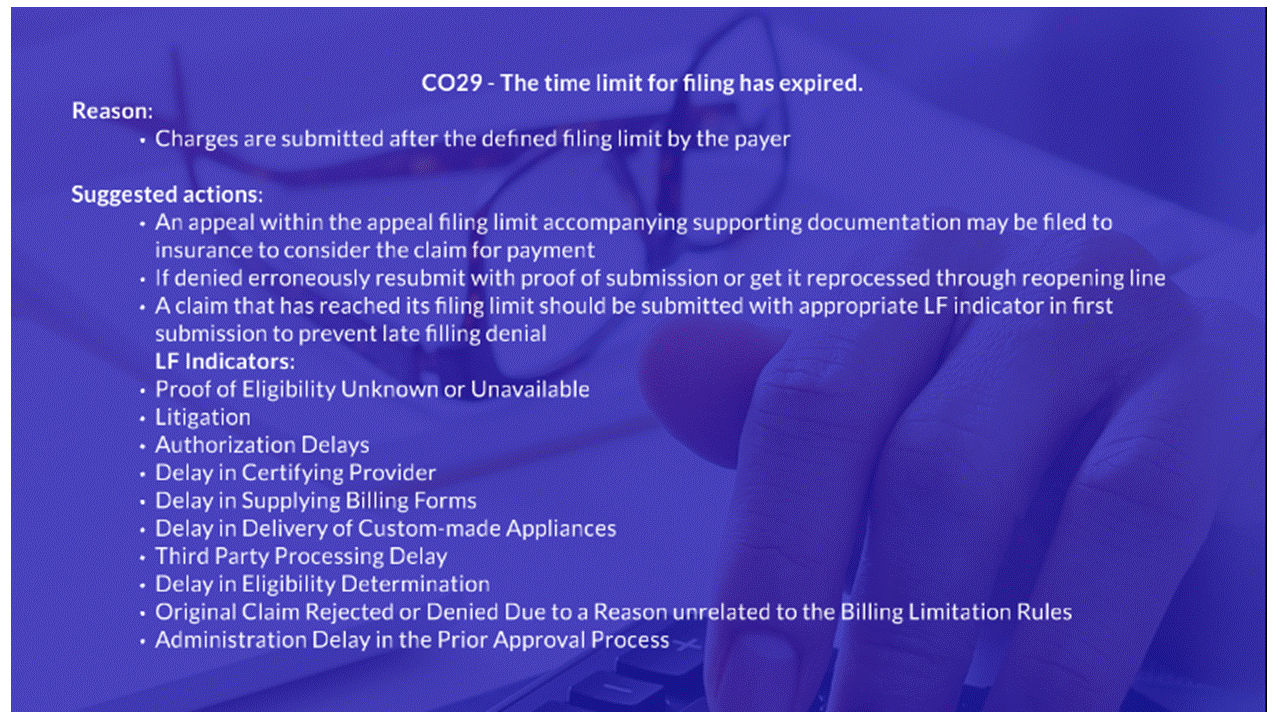 CO29 - The time limit for filing has expired.
Reason:
• Charges are submitted after the defined filing limit by the payer
Suggested actions:
• An appeal within the appeal filing limit accompanying supporting documentation may be filed to
insurance to consider the claim for payment
• If denied erroneously resubmit with proof of submission or get it reprocessed through reopening line
• A claim that has reached its filing limit should be submitted with appropriate LF indicator in first
submission to prevent late filling denial
LF Indicators:
• Proof of Eligibility Unknown or Unavailable
• Litigation
• Authorization Delays
• Delay in Certifying Provider
• Delay in Supplying Billing Forms
• Delay in Delivery of Custom-made Appliances
• Third Party Processing Delay
• Delay in Eligibility Determination
• Original Claim Rejected or Denied Due to a Reason unrelated to the Billing Limitation Rules
• Administration Delay in the Prior Approval Process